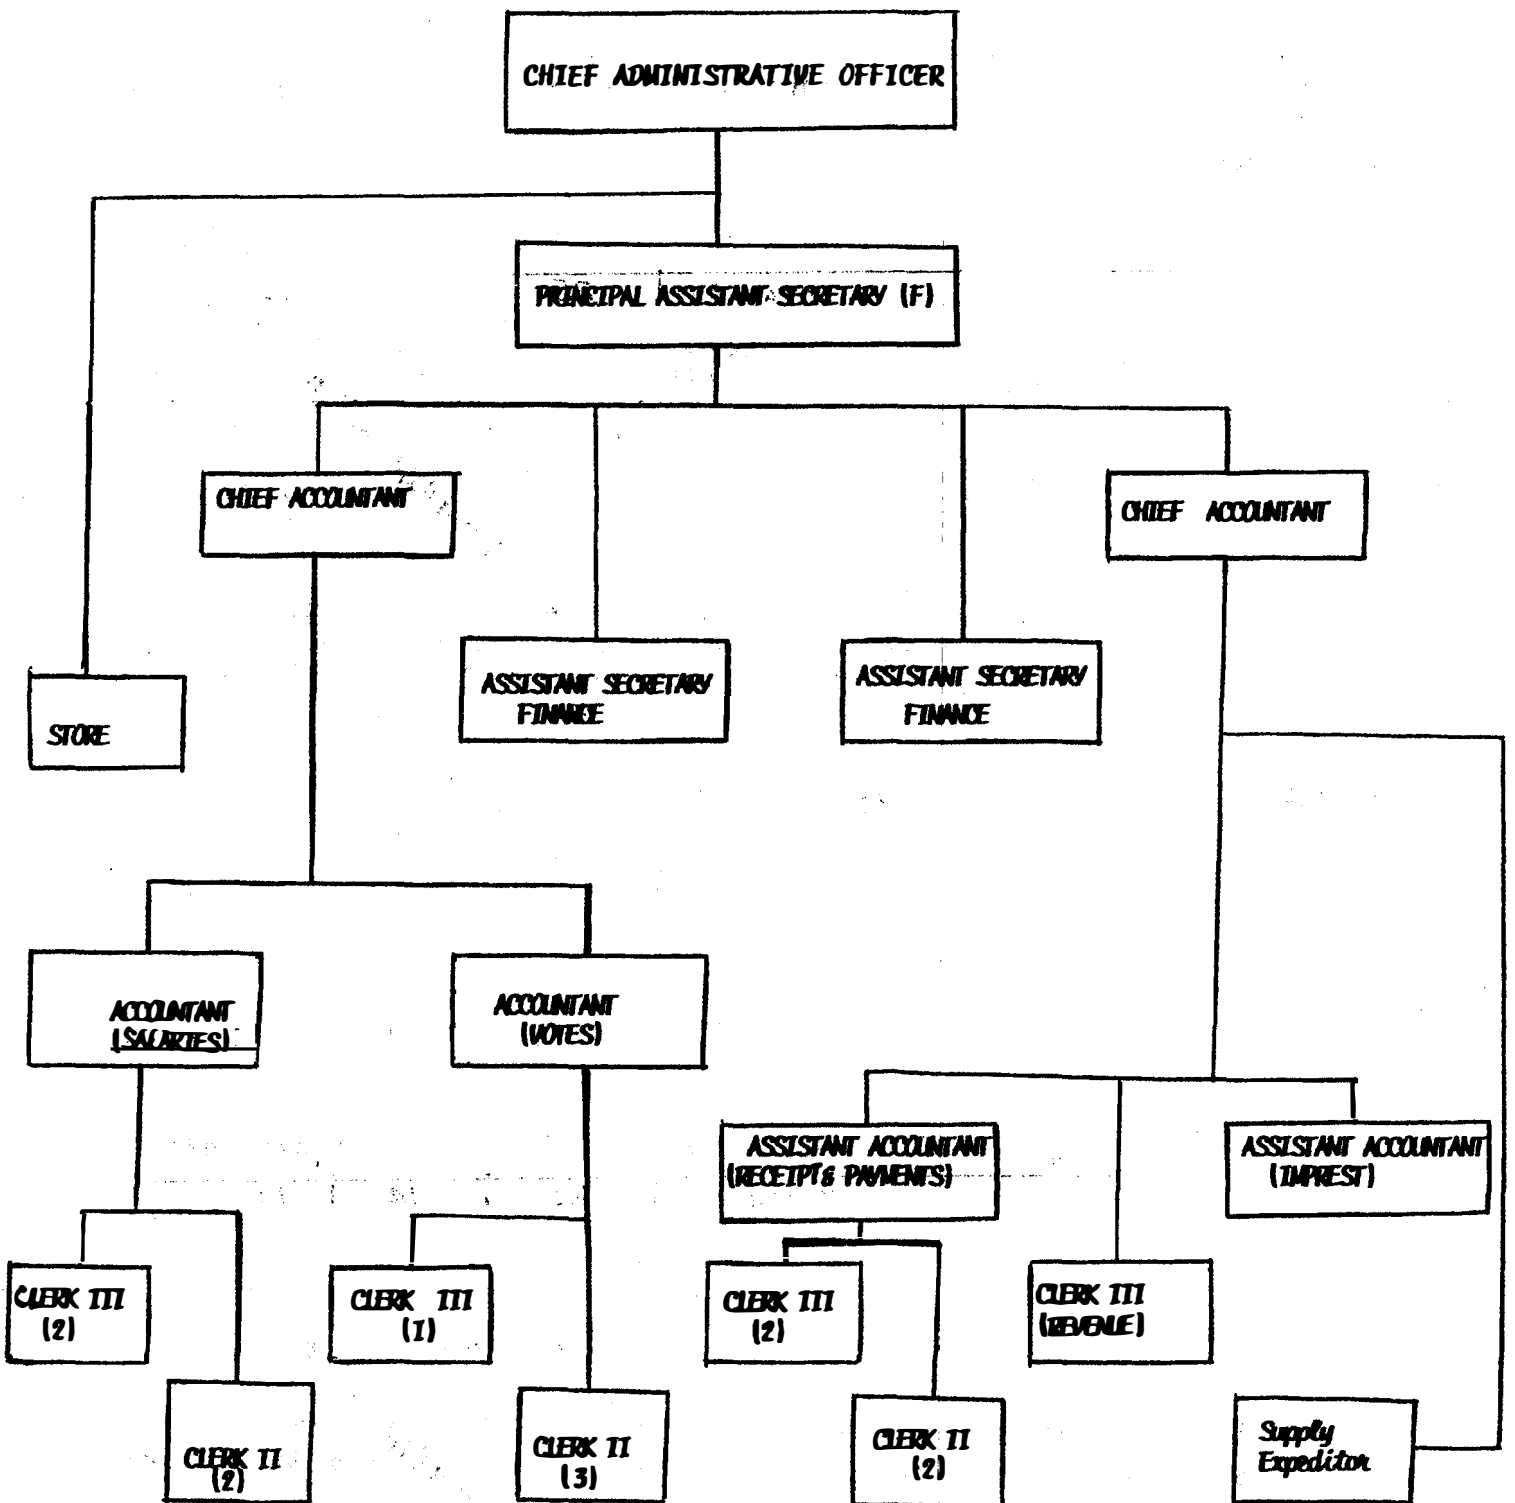 CHIEF ADMINISTRATIVE OFFICER
PRINCIPAL ASSISTANT SECRETARY (F)
CHIEF ACCOUNTANT
CHIEF ACCOUNTANT
ASSISTANT SECRETARY
FINANCE
ASSISTANT SECRETARY
FINANCE
STORE
ACCOUNTANT
(SALARIES)
ACCOUNTANT
(VOTES)
ASSISTANT ACCOUNTANT
(RECEIPT & PAYMENTS)
ASSISTANT ACCOUNTANT
(IMPREST)
CLERK III
(2)
CLERK III
(1)
CLERK III
(2)
CLERK III
(REVENUE)
CLERK II
(2)
CLERK II
(3)
CLERK II
(2)
Supply
Expeditor